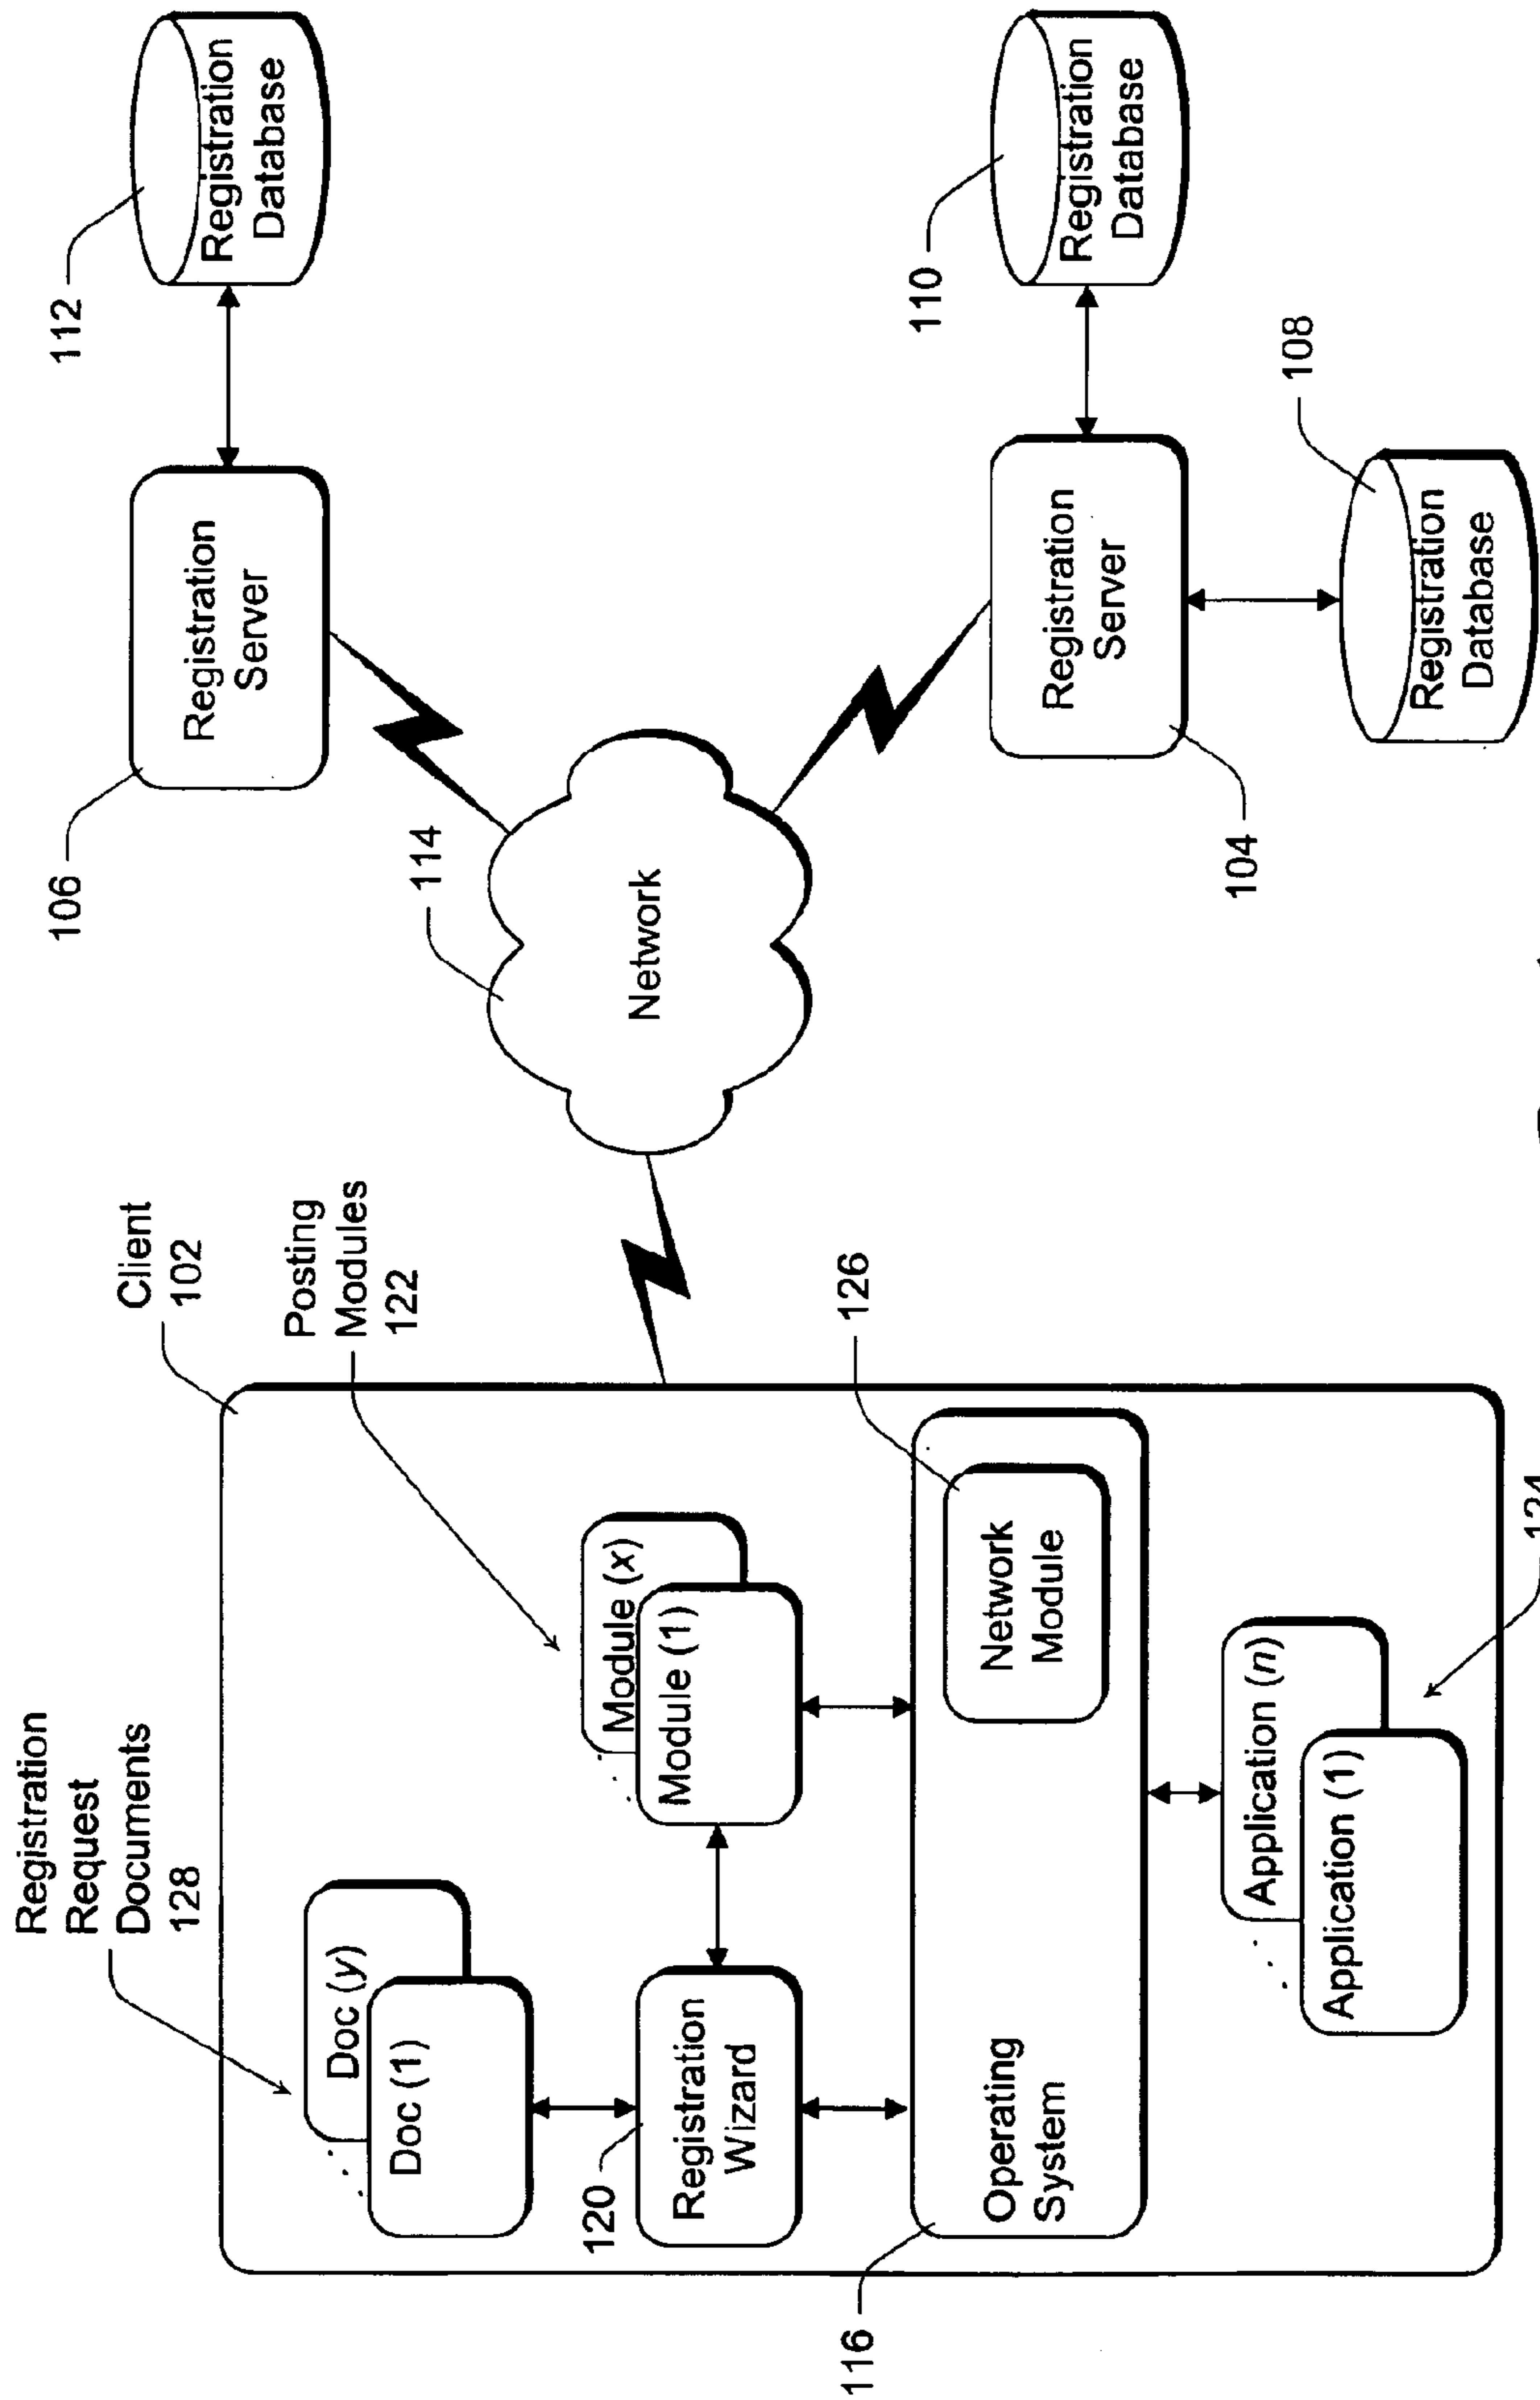 Registration
Request
Documents
128
Client
102
Posting
Modules
122
Doc (y)
Doc (1)
Module (x)
Module (1)
120
Registration
Wizard
116
Operating
System
Network
Module
126
Application (n)
Application (1)
114
Network
106
Registration
Server
112
Registration
Database
104
Registration
Server
110
Registration
Database
108
Registration
Database